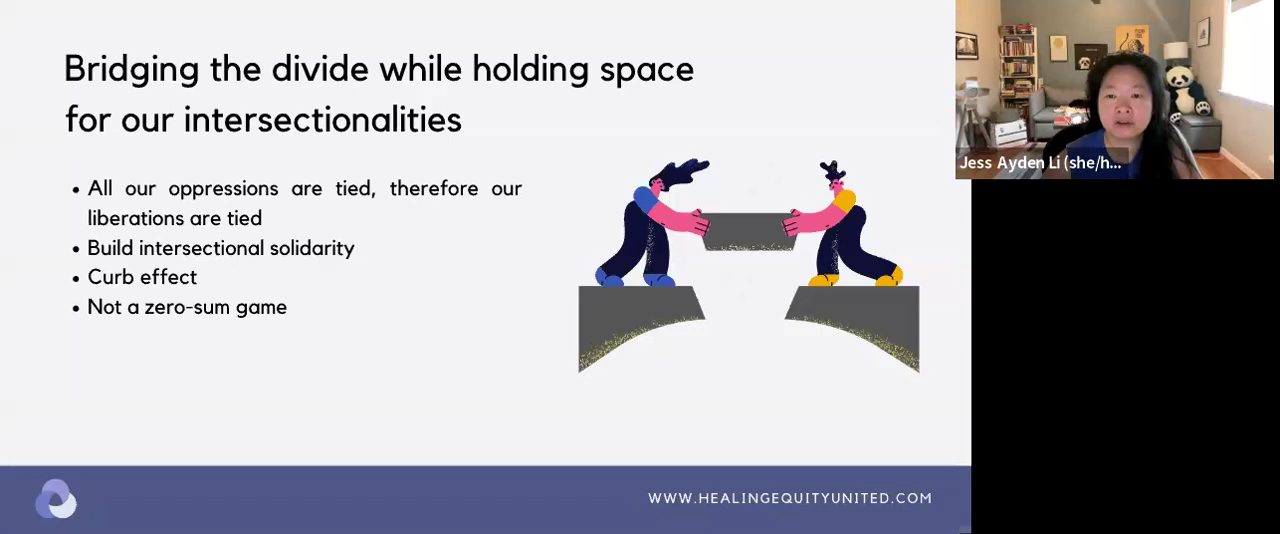 Bridging the divide while holding space
for our intersectionalities
• All our oppressions are tied, therefore our
liberations are tied
• Build intersectional solidarity
• Curb effect
• Not a zero-sum game
WWW.HEALINGEQUITYUNITED.COM
Jess Ayden Li (she/h...